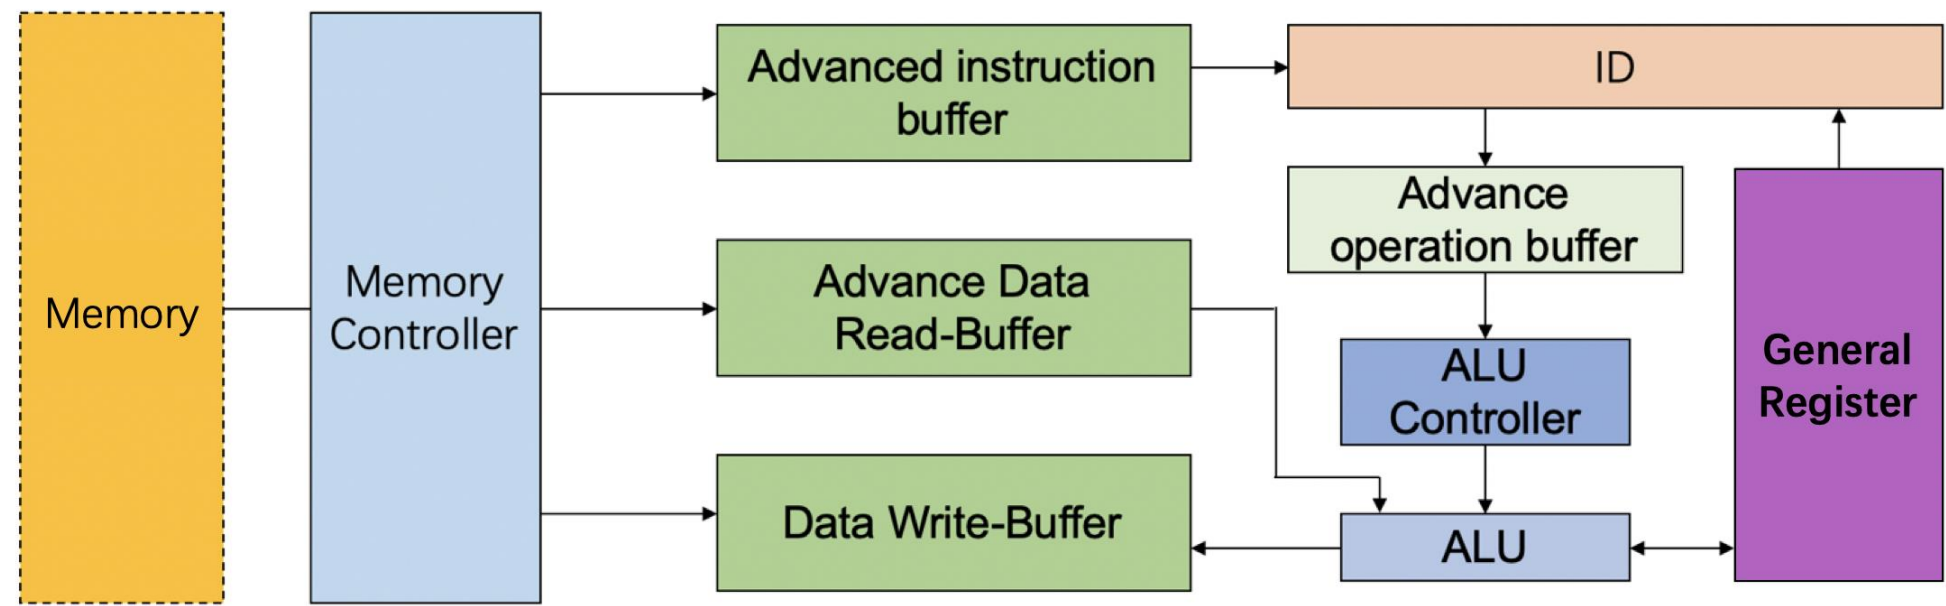 Memory
Memory
Controller
Advanced instruction
buffer
Advance Data
Read-Buffer
Data Write-Buffer
ID
Advance
operation buffer
ALU
Controller
ALU
General
Register